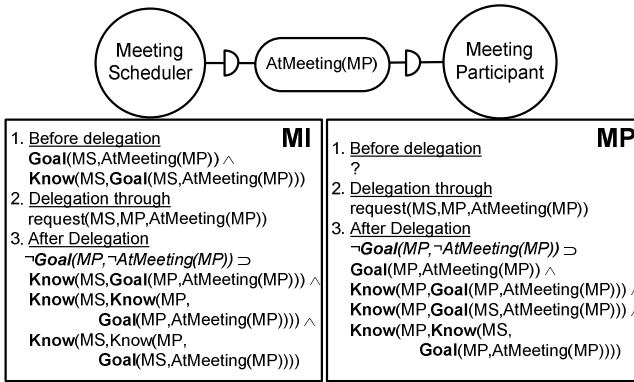 Meeting
Scheduler
AtMeeting(MP)
Meeting
Participant
MI
1. Before delegation
Goal(MS,AtMeeting(MP)) ∧
Know(MS,Goal(MS,AtMeeting(MP)))
2. Delegation through
request(MS,MP,AtMeeting(MP))
3. After Delegation
¬Goal(MP,¬AtMeeting(MP)) ⊃
Know(MS,Goal(MP,AtMeeting(MP))) ∧
Know(MS,Know(MP,
Goal(MP,AtMeeting(MP)))) ∧
Know(MS,Know(MP,
Goal(MS,AtMeeting(MP))))
MP
1. Before delegation
?
2. Delegation through
request(MS,MP,AtMeeting(MP))
3. After Delegation
¬Goal(MP,¬AtMeeting(MP)) ⊃
Goal(MP,AtMeeting(MP)) ∧
Know(MP,Goal(MP,AtMeeting(MP))) ∧
Know(MP,Goal(MS,AtMeeting(MP))) ∧
Know(MP,Know(MS,
Goal(MP,AtMeeting(MP))))